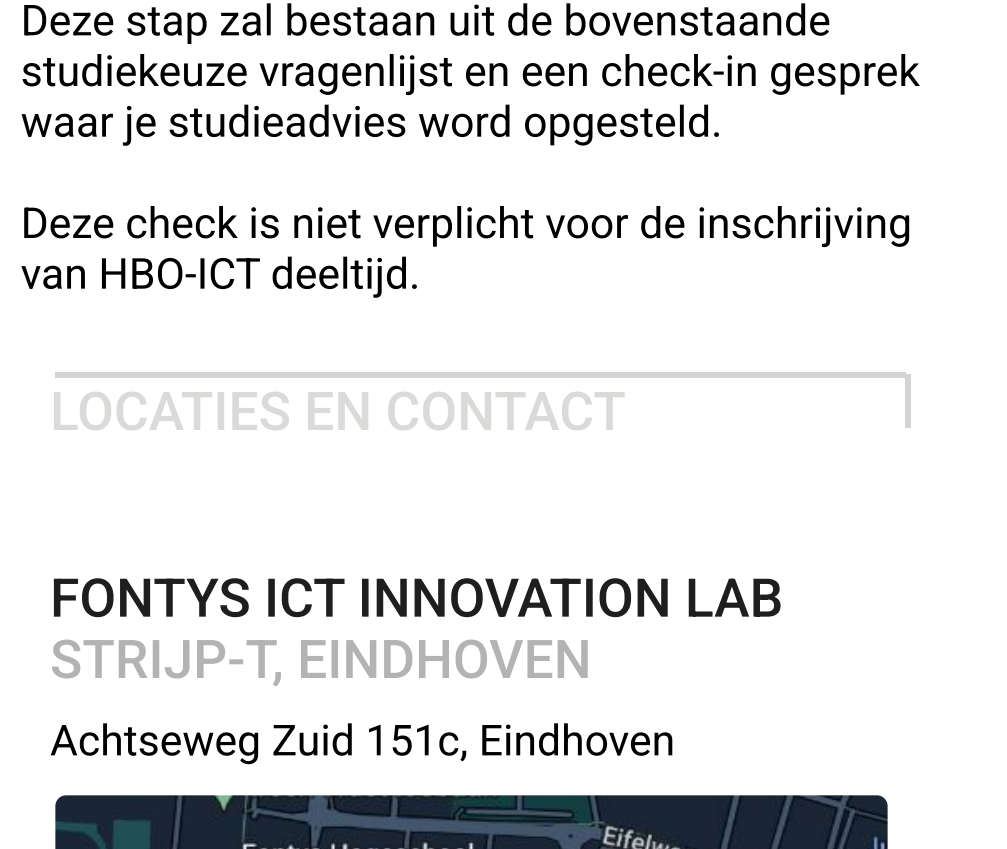 Deze stap zal bestaan uit de bovenstaande
studiekeuze vragenlijst en een check-in gesprek
waar je studieadvies word opgesteld.
Deze check is niet verplicht voor de inschrijving
van HBO-ICT deeltijd.
LOCATIES EN CONTACT
FONTYS ICT INNOVATION LAB
STRIJP-T, EINDHOVEN
Achtseweg Zuid 151c, Eindhoven